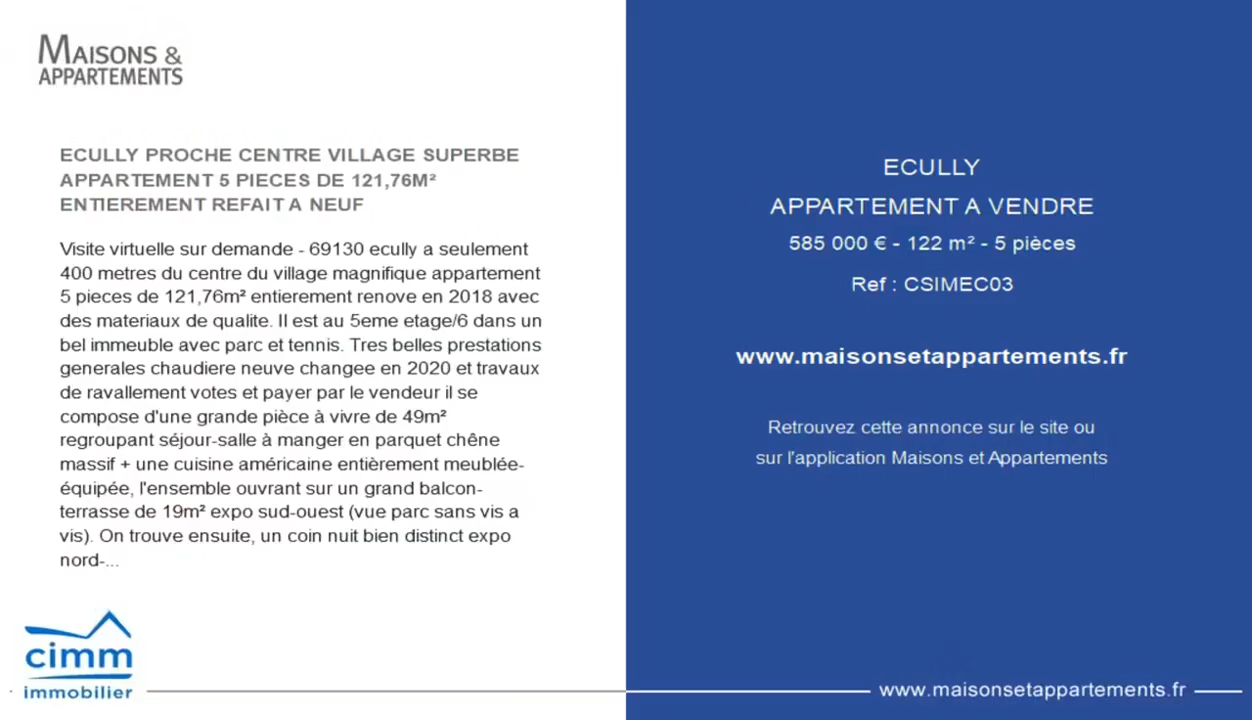 MAISONS &
APPARTEMENTS
ECULLY PROCHE CENTRE VILLAGE SUPERBE
APPARTEMENT 5 PIECES DE 121,76M²
ENTIEREMENT REFAIT A NEUF
Visite virtuelle sur demande - 69130 ecully a seulement
400 metres du centre du village magnifique appartement
5 pieces de 121,76m² entierement renove en 2018 avec
des materiaux de qualite. Il est au 5eme etage/6 dans un
bel immeuble avec parc et tennis. Tres belles prestations
generales chaudiere neuve changee en 2020 et travaux
de ravallement votes et payer par le vendeur il se
compose d'une grande pièce à vivre de 49m²
regroupant séjour-salle à manger en parquet chêne
massif + une cuisine américaine entièrement meublée-
équipée, l'ensemble ouvrant sur un grand balcon-
terrasse de 19m² expo sud-ouest (vue parc sans vis a
vis). On trouve ensuite, un coin nuit bien distinct expo
nord-...
cimm
immobilier
ECULLY
APPARTEMENT A VENDRE
585 000 € - 122 m² - 5 pièces
Ref : CSIMEC03
www.maisonsetappartements.fr
Retrouvez cette annonce sur le site ou
sur l'application Maisons et Appartements
www.maisonsetappartements.fr